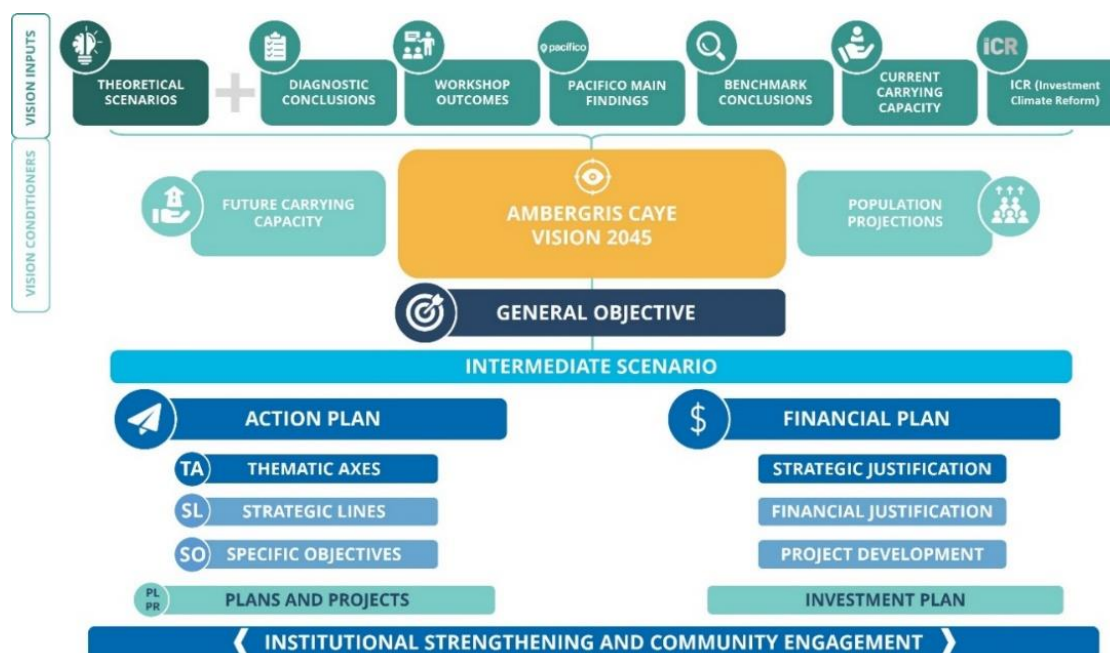 VISION INPUTS
THEORETICAL
SCENARIOS
+
DIAGNOSTIC
CONCLUSIONS
WORKSHOP
OUTCOMES
pacífico
PACIFICO MAIN
FINDINGS
BENCHMARK
CONCLUSIONS
CURRENT
CARRYING
CAPACITY
iCR
ICR (Investment
Climate Reform)
VISION CONDITIONERS
FUTURE CARRYING
CAPACITY
AMBERGRIS CAYE
VISION 2045
POPULATION
PROJECTIONS
GENERAL OBJECTIVE
INTERMEDIATE SCENARIO
ACTION PLAN
TA THEMATIC AXES
SL STRATEGIC LINES
SO SPECIFIC OBJECTIVES
PL
PR
PLANS AND PROJECTS
$ FINANCIAL PLAN
STRATEGIC JUSTIFICATION
FINANCIAL JUSTIFICATION
PROJECT DEVELOPMENT
INVESTMENT PLAN
INSTITUTIONAL STRENGTHENING AND COMMUNITY ENGAGEMENT